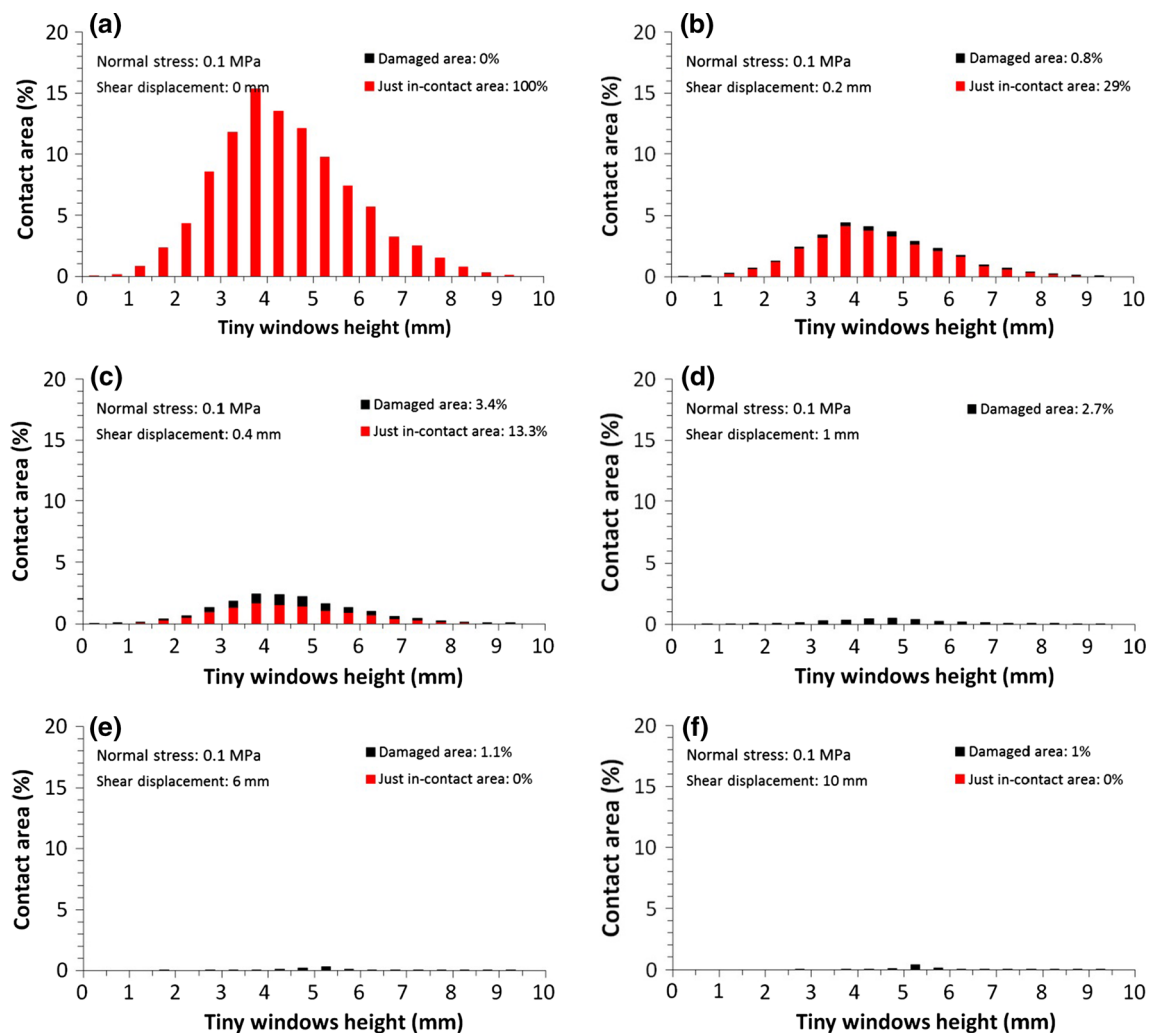 (a)
20
15
10
5
0
Contact area (%)
Normal stress: 0.1 MPa
Shear displacement: 0 mm
Damaged area: 0%
Just in-contact area: 100%
0 1 2 3 4 5 6 7 8 9 10
Tiny windows height (mm)
(b)
20
15
10
5
0
Contact area (%)
Normal stress: 0.1 MPa
Shear displacement: 0.2 mm
Damaged area: 0.8%
Just in-contact area: 29%
0 1 2 3 4 5 6 7 8 9 10
Tiny windows height (mm)
(c)
20
15
10
5
0
Contact area (%)
Normal stress: 0.1 MPa
Shear displacement: 0.4 mm
Damaged area: 3.4%
Just in-contact area: 13.3%
0 1 2 3 4 5 6 7 8 9 10
Tiny windows height (mm)
(d)
20
15
10
5
0
Contact area (%)
Normal stress: 0.1 MPa
Shear displacement: 1 mm
Damaged area: 2.7%
0 1 2 3 4 5 6 7 8 9 10
Tiny windows height (mm)
(e)
20
15
10
5
0
Contact area (%)
Normal stress: 0.1 MPa
Shear displacement: 6 mm
Damaged area: 1.1%
Just in-contact area: 0%
0 1 2 3 4 5 6 7 8 9 10
Tiny windows height (mm)
(f)
20
15
10
5
0
Contact area (%)
Normal stress: 0.1 MPa
Shear displacement: 10 mm
Damaged area: 1%
Just in-contact area: 0%
0 1 2 3 4 5 6 7 8 9 10
Tiny windows height (mm)